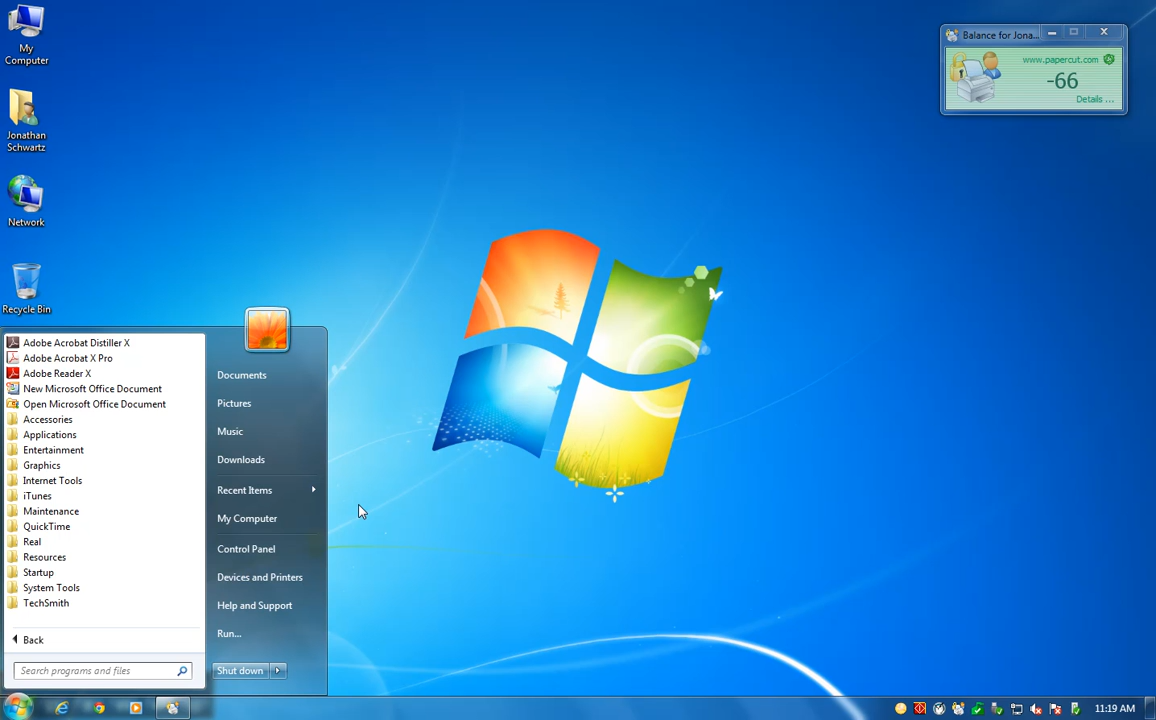 My
Computer
Jonathan
Schwartz
Network
Recycle Bin
Balance for Jona...
www.papercut.com
-66
Details ...
Adobe Acrobat Distiller X
Adobe Acrobat X Pro
Adobe Reader X
New Microsoft Office Document
Open Microsoft Office Document
Accessories
Applications
Entertainment
Graphics
Internet Tools
iTunes
Maintenance
QuickTime
Real
Resources
Startup
System Tools
TechSmith
Back
Search programs and files
Documents
Pictures
Music
Downloads
Recent Items
My Computer
Control Panel
Devices and Printers
Help and Support
Run...
Shut down
11:19 AM